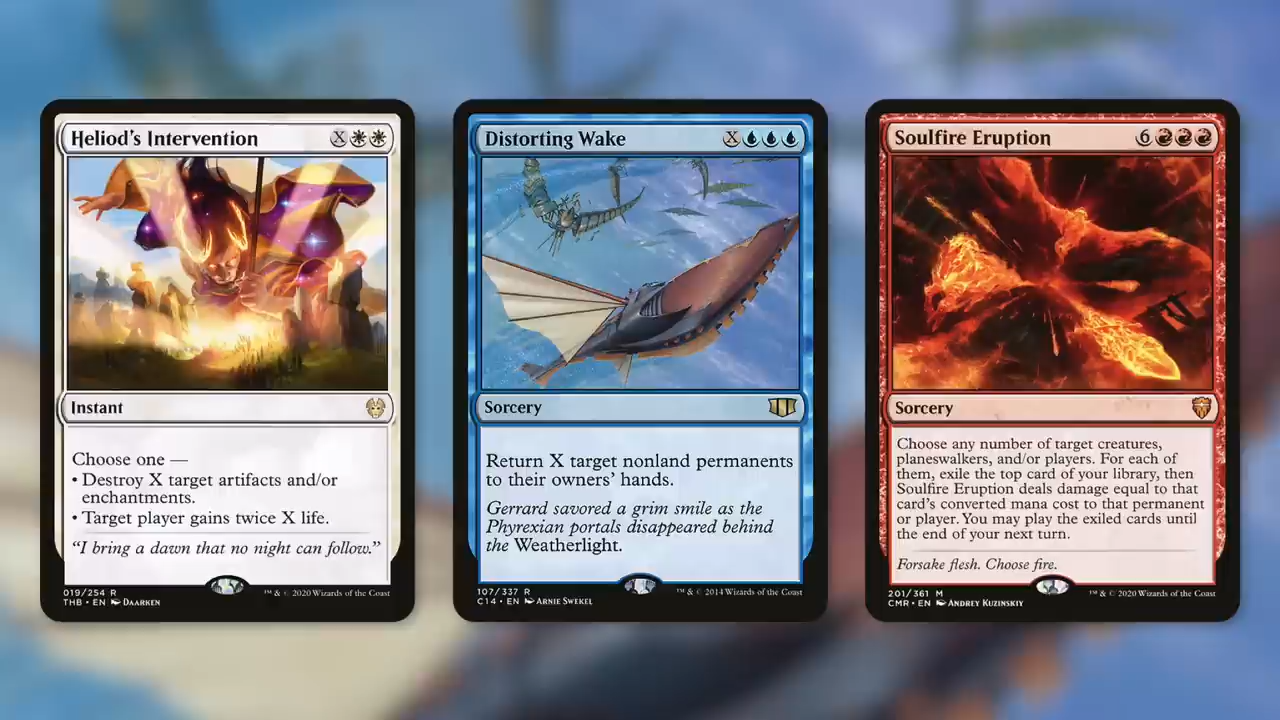 Heliod's Intervention X
Instant
Choose one —
• Destroy X target artifacts and/or
enchantments.
• Target player gains twice X life.
“I bring a dawn that no night can follow.”
019/254 R
THB • EN DAARKEN
™ & © 2020 Wizards of the Coast
Distorting Wake X
Sorcery
Return X target nonland permanents
to their owners' hands.
Gerrard savored a grim smile as the
Phyrexian portals disappeared behind
the Weatherlight.
107/337 R
C14 • EN ARNIE SWEKEL
™ & © 2014 Wizards of the Coast
Soulfire Eruption 6
Sorcery
Choose any number of target creatures,
planeswalkers, and/or players. For each of
them, exile the top card of your library, then
Soulfire Eruption deals damage equal to that
card's converted mana cost to that permanent
or player. You may play the exiled cards until
the end of your next turn.
Forsake flesh. Choose fire.
201/361 M
CMR • EN ANDREY KUZINSKIY
™ & © 2020 Wizards of the Coast